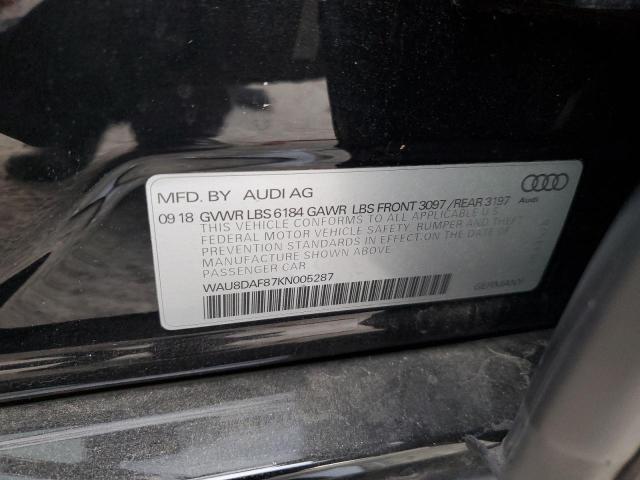 MFD. BY AUDI AG
Audi
09 18 GVWR LBS 6184 GAWR LBS FRONT 3097 / REAR 3197
THIS VEHICLE CONFORMS TO ALL APPLICABLE U.S.
FEDERAL MOTOR VEHICLE SAFETY, BUMPER AND THEFT
PREVENTION STANDARDS IN EFFECT ON THE DATE OF
MANUFACTURE SHOWN ABOVE.
PASSENGER CAR
WAU8DAF87KN005287
GERMANY